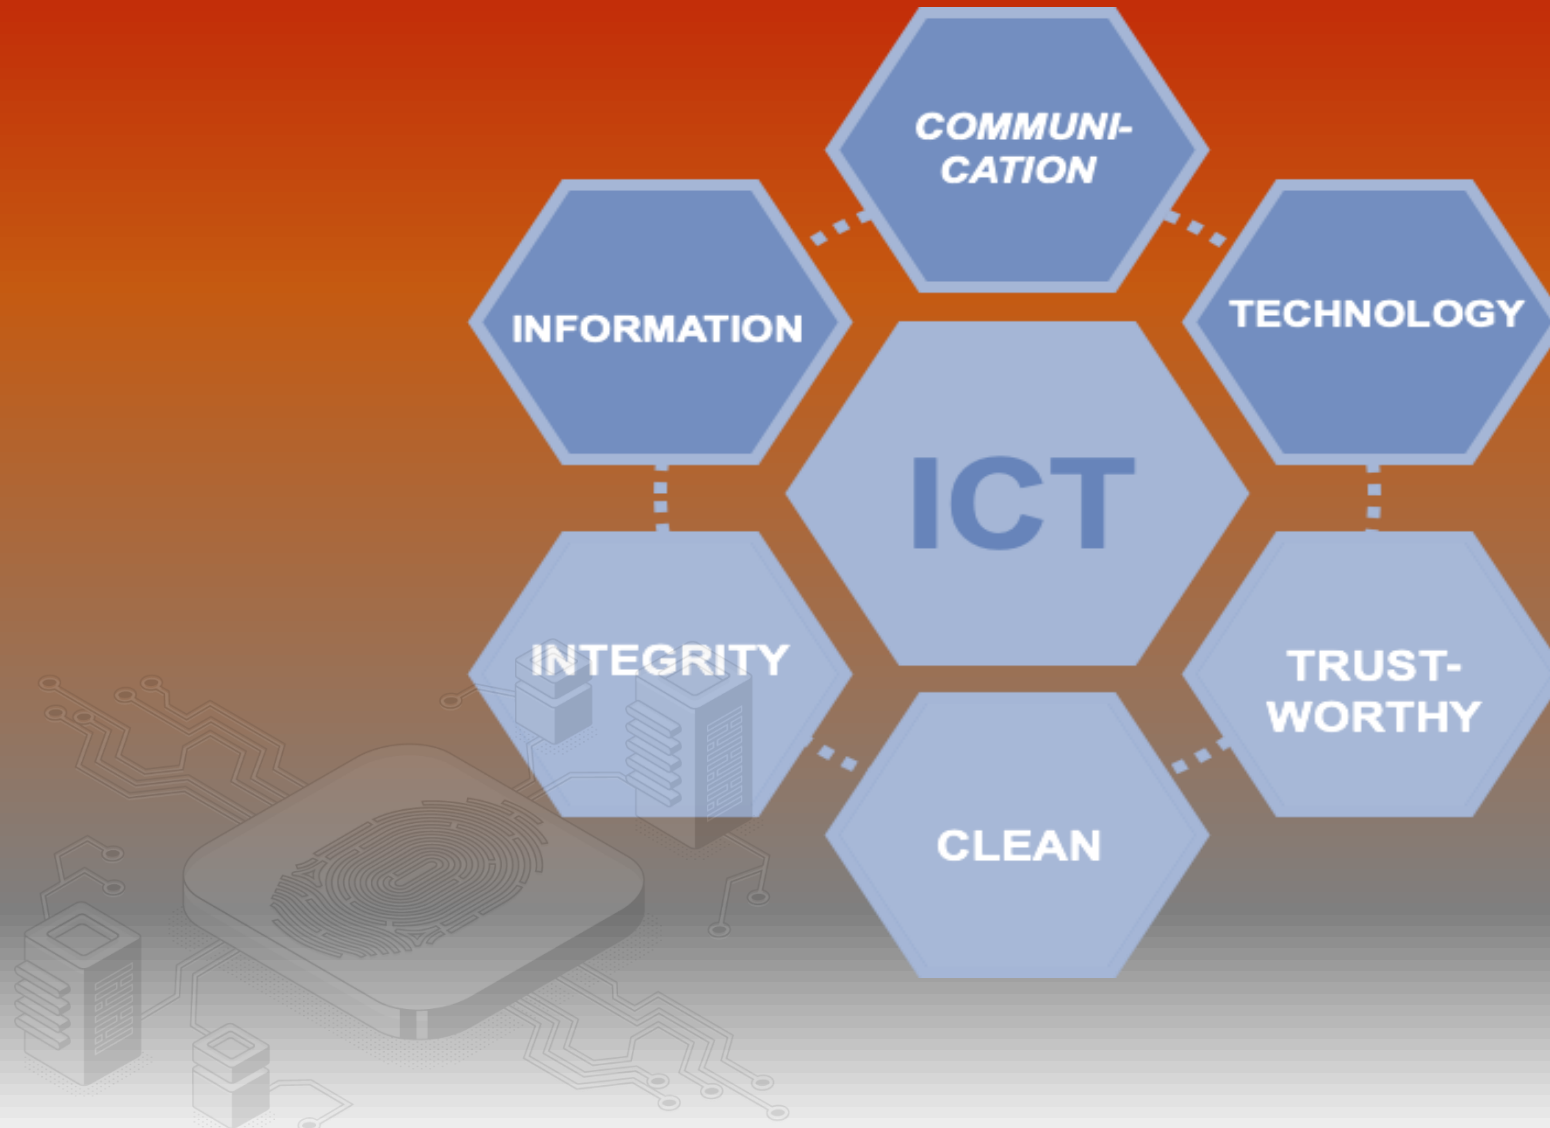 COMMUNI-
CATION
INFORMATION
TECHNOLOGY
ICT
INTEGRITY
TRUST-
WORTHY
CLEAN